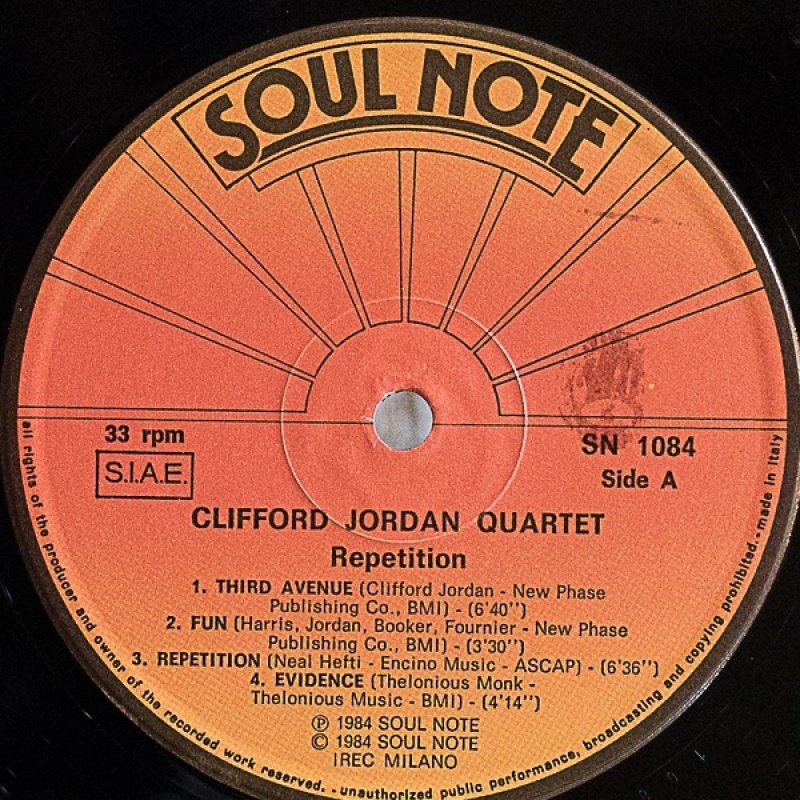 SOUL NOTE
33 rpm
S.I.A.E.
SN 1084
Side A
CLIFFORD JORDAN QUARTET
Repetition
1. THIRD AVENUE (Clifford Jordan - New Phase
Publishing Co., BMI) - (6'40'')
2. FUN (Harris, Jordan, Booker, Fournier - New Phase
Publishing Co., BMI) - (3'30'')
3. REPETITION (Neal Hefti - Encino Music - ASCAP) - (6'36'')
4. EVIDENCE (Thelonious Monk -
Thelonious Music - BMI) - (4'14'')
℗ 1984 SOUL NOTE
© 1984 SOUL NOTE
IREC MILANO
all rights of the producer and owner of the recorded work reserved. - unauthorized public performance, broadcasting and copying prohibited. - made in Italy